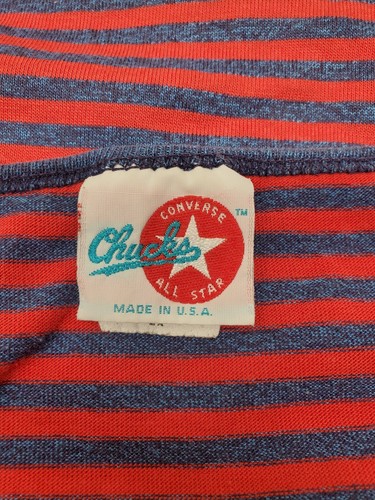 CONVERSE
Chucks
ALL STAR
TM
MADE IN U.S.A.